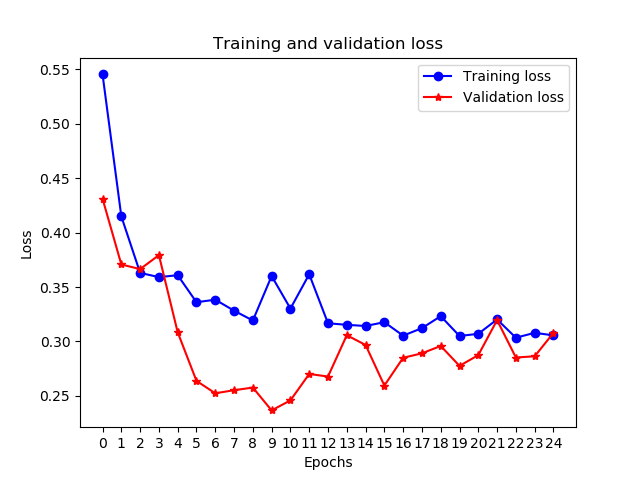 Training and validation loss
Training loss
Validation loss
0.55
0.50
0.45
0.40
0.35
0.30
0.25
Loss
0 1 2 3 4 5 6 7 8 9 10 11 12 13 14 15 16 17 18 19 20 21 22 23 24
Epochs